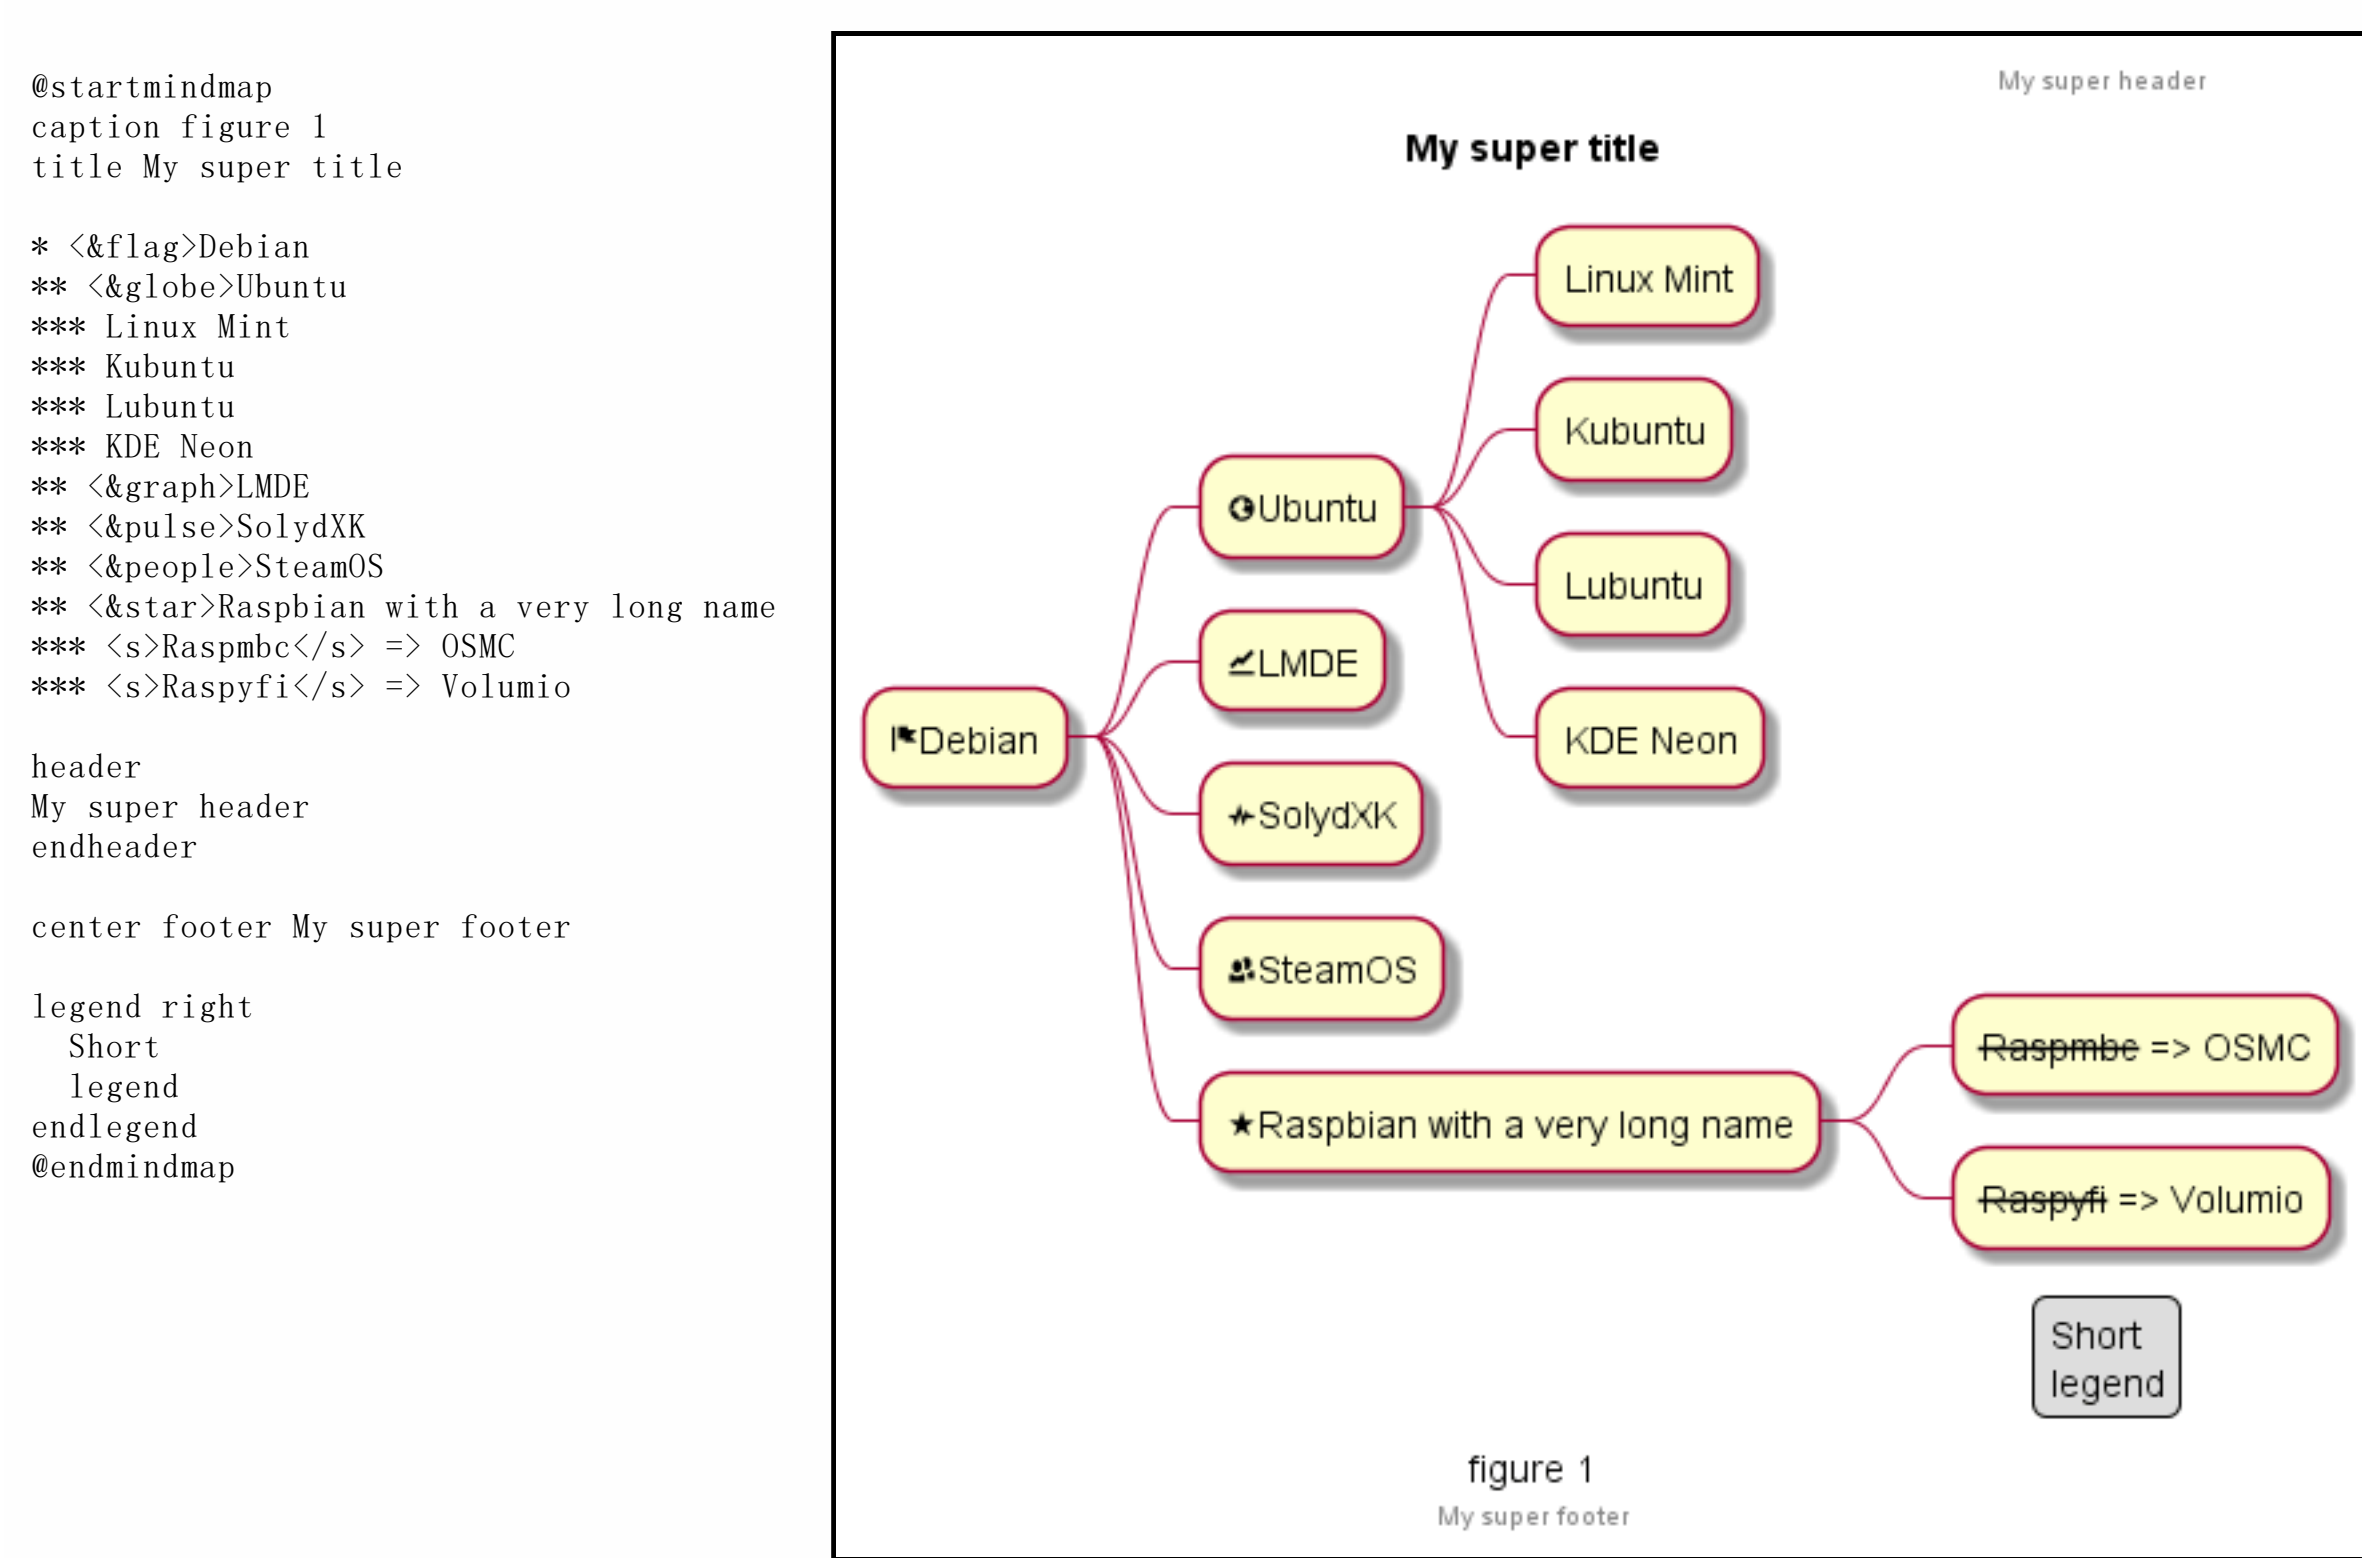 @startmindmap
caption figure 1
title My super title

* <&flag>Debian
** <&globe>Ubuntu
*** Linux Mint
*** Kubuntu
*** Lubuntu
*** KDE Neon
** <&graph>LMDE
** <&pulse>SolydXK
** <&people>SteamOS
** <&star>Raspbian with a very long name
*** <s>Raspmbc</s> => OSMC
*** <s>Raspyfi</s> => Volumio

header
My super header
endheader

center footer My super footer

legend right
  Short
  legend
endlegend
@endmindmap

My super header
My super title
Linux Mint
Kubuntu
Ubuntu
Lubuntu
LMDE
Debian
KDE Neon
SolydXK
SteamOS
Raspmbc => OSMC
Raspbian with a very long name
Raspyfi => Volumio
Short
legend
figure 1
My super footer